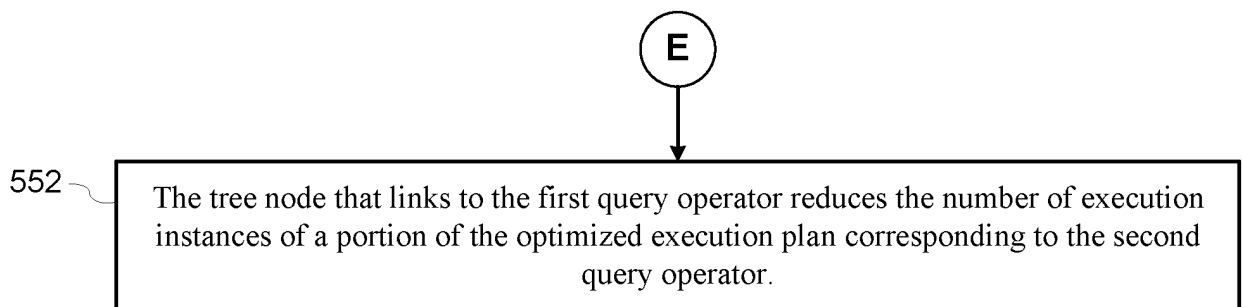 E
552
The tree node that links to the first query operator reduces the number of execution
instances of a portion of the optimized execution plan corresponding to the second
query operator.